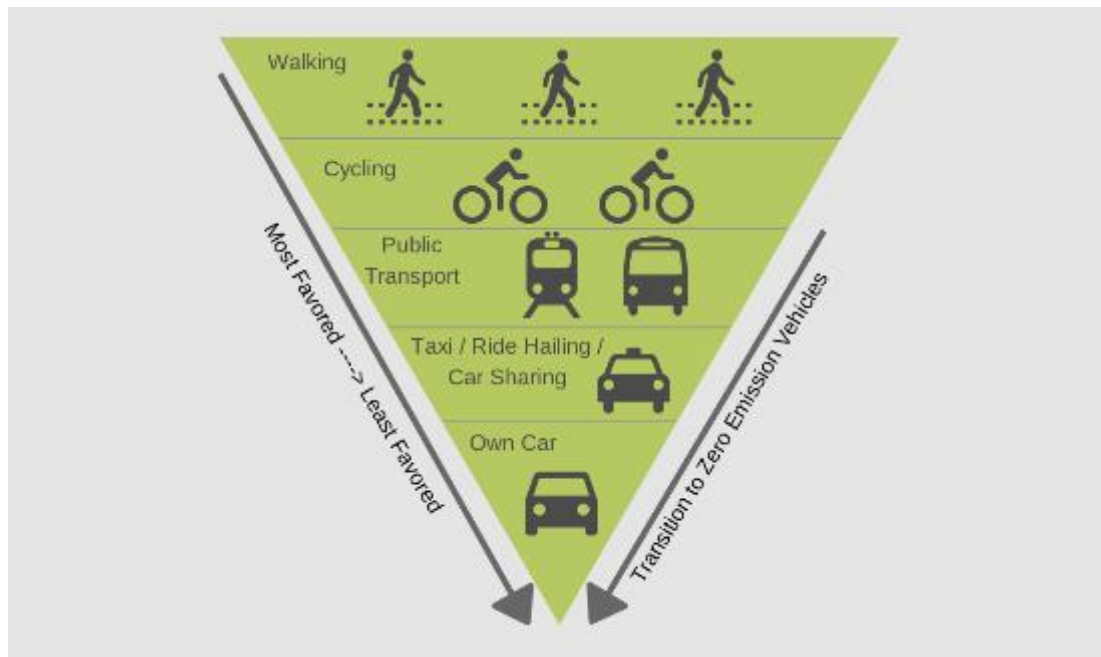 Walking
Cycling
Public
Transport
Taxi / Ride Hailing /
Car Sharing
Own Car
Most Favored ----> Least Favored
Transition to Zero Emission Vehicles